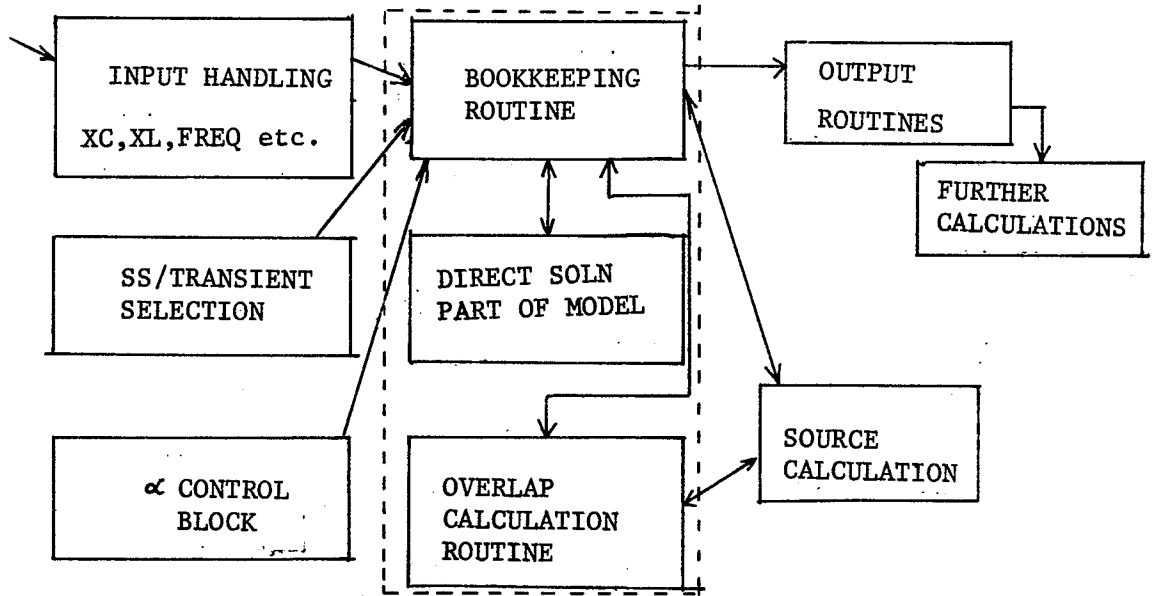 INPUT HANDLING
XC,XL,FREQ etc.
BOOKKEEPING
ROUTINE
OUTPUT
ROUTINES
FURTHER
CALCULATIONS
SS/TRANSIENT
SELECTION
DIRECT SOLN
PART OF MODEL
α CONTROL
BLOCK
OVERLAP
CALCULATION
ROUTINE
SOURCE
CALCULATION